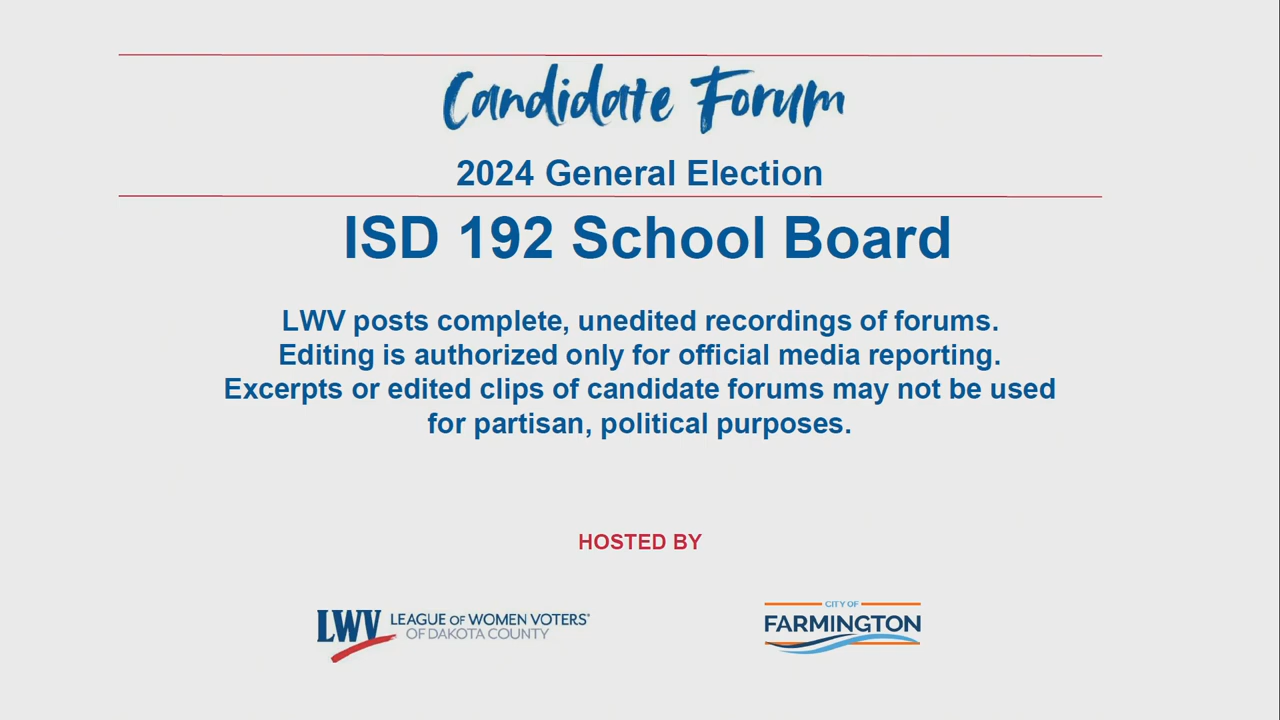 Candidate Forum
2024 General Election
ISD 192 School Board
LWV posts complete, unedited recordings of forums.
Editing is authorized only for official media reporting.
Excerpts or edited clips of candidate forums may not be used
for partisan, political purposes.
HOSTED BY
LWV LEAGUE OF WOMEN VOTERS®
OF DAKOTA COUNTY
CITY OF
FARMINGTON